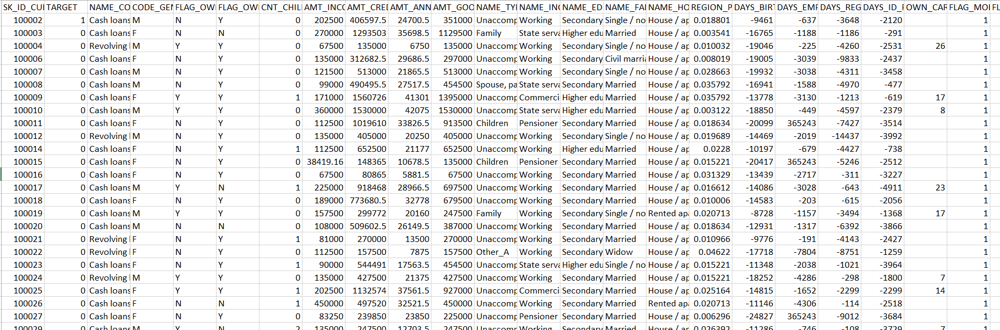 SK_ID_CUI TARGET NAME_CO CODE_GEN FLAG_OWI FLAG_OWI CNT_CHIL AMT_INCC AMT_CREI AMT_ANN AMT_GOO NAME_TYI NAME_INC NAME_ED NAME_FAI NAME_HO REGION_P DAYS_BIRT DAYS_EMF DAYS_REG DAYS_ID_F OWN_CAR FLAG_MOI FL
100002 1 Cash loans M N Y 0 202500 406597.5 24700.5 351000 Unaccomp Working Secondary Single / no House / ap 0.018801 -9461 -637 -3648 -2120 1
100003 0 Cash loans F N N 0 270000 1293503 35698.5 1129500 Family State serva Higher edu Married House / ap 0.003541 -16765 -1188 -1186 -291 1
100004 0 Revolving l M Y Y 0 67500 135000 6750 135000 Unaccomp Working Secondary Single / no House / ap 0.010032 -19046 -225 -4260 -2531 26 1
100006 0 Cash loans F N Y 0 135000 312682.5 29686.5 297000 Unaccomp Working Secondary Civil marria House / ap 0.008019 -19005 -3039 -9833 -2437 1
100007 0 Cash loans M N Y 0 121500 513000 21865.5 513000 Unaccomp Working Secondary Single / no House / ap 0.028663 -19932 -3038 -4311 -3458 1
100008 0 Cash loans M N Y 0 99000 490495.5 27517.5 454500 Spouse, pa State serva Secondary Married House / ap 0.035792 -16941 -1588 -4970 -477 1
100009 0 Cash loans F Y Y 1 171000 1560726 41301 1395000 Unaccomp Commerci Higher edu Married House / ap 0.035792 -13778 -3130 -1213 -619 17 1
100010 0 Cash loans M Y Y 0 360000 1530000 42075 1530000 Unaccomp State serva Higher edu Married House / ap 0.003122 -18850 -449 -4597 -2379 8 1
100011 0 Cash loans F N Y 0 112500 1019610 33826.5 913500 Children Pensioner Secondary Married House / ap 0.018634 -20099 365243 -7427 -3514 1
100012 0 Revolving l M N Y 0 135000 405000 20250 405000 Unaccomp Working Secondary Single / no House / ap 0.019689 -14469 -2019 -14437 -3992 1
100014 0 Cash loans F N Y 1 112500 652500 21177 652500 Unaccomp Working Higher edu Married House / ap 0.0228 -10197 -679 -4427 -738 1
100015 0 Cash loans F N Y 0 38419.16 148365 10678.5 135000 Children Pensioner Secondary Married House / ap 0.015221 -20417 365243 -5246 -2512 1
100016 0 Cash loans F N Y 0 67500 80865 5881.5 67500 Unaccomp Working Secondary Married House / ap 0.031329 -13439 -2717 -311 -3227 1
100017 0 Cash loans M Y N 1 225000 918468 28966.5 697500 Unaccomp Working Secondary Married House / ap 0.016612 -14086 -3028 -643 -4911 23 1
100018 0 Cash loans F N Y 0 189000 773680.5 32778 679500 Unaccomp Working Secondary Married House / ap 0.010006 -14583 -203 -615 -2056 1
100019 0 Cash loans M Y Y 0 157500 299772 20160 247500 Family Working Secondary Single / no Rented apa 0.020713 -8728 -1157 -3494 -1368 17 1
100020 0 Cash loans M N N 0 108000 509602.5 26149.5 387000 Unaccomp Working Secondary Married House / ap 0.018634 -12931 -1317 -6392 -3866 1
100021 0 Revolving l F N Y 1 81000 270000 13500 270000 Unaccomp Working Secondary Married House / ap 0.010966 -9776 -191 -4143 -2427 1
100022 0 Revolving l F N Y 0 112500 157500 7875 157500 Other_A Working Secondary Widow House / ap 0.04622 -17718 -7804 -8751 -1259 1
100023 0 Cash loans F N Y 1 90000 544491 17563.5 454500 Unaccomp State serva Higher edu Single / no House / ap 0.015221 -11348 -2038 -1021 -3964 1
100024 0 Revolving l M Y Y 0 135000 427500 21375 427500 Unaccomp Working Secondary Married House / ap 0.015221 -18252 -4286 -298 -1800 7 1
100025 0 Cash loans F Y Y 1 202500 1132574 37561.5 927000 Unaccomp Commerci Secondary Married House / ap 0.025164 -14815 -1652 -2299 -2299 14 1
100026 0 Cash loans F N N 1 450000 497520 32521.5 450000 Unaccomp Working Secondary Married Rented apa 0.020713 -11146 -4306 -114 -2518 1
100027 0 Cash loans F N Y 0 83250 239850 23850 225000 Unaccomp Pensioner Secondary Married House / ap 0.006296 -24827 365243 -9012 -3684 1
100029 0 Cash loans M Y N 2 135000 247500 12703.5 247500 Unaccomp Working Secondary Married House / ap 0.026392 -11286 -746 -108 -3729 7 1